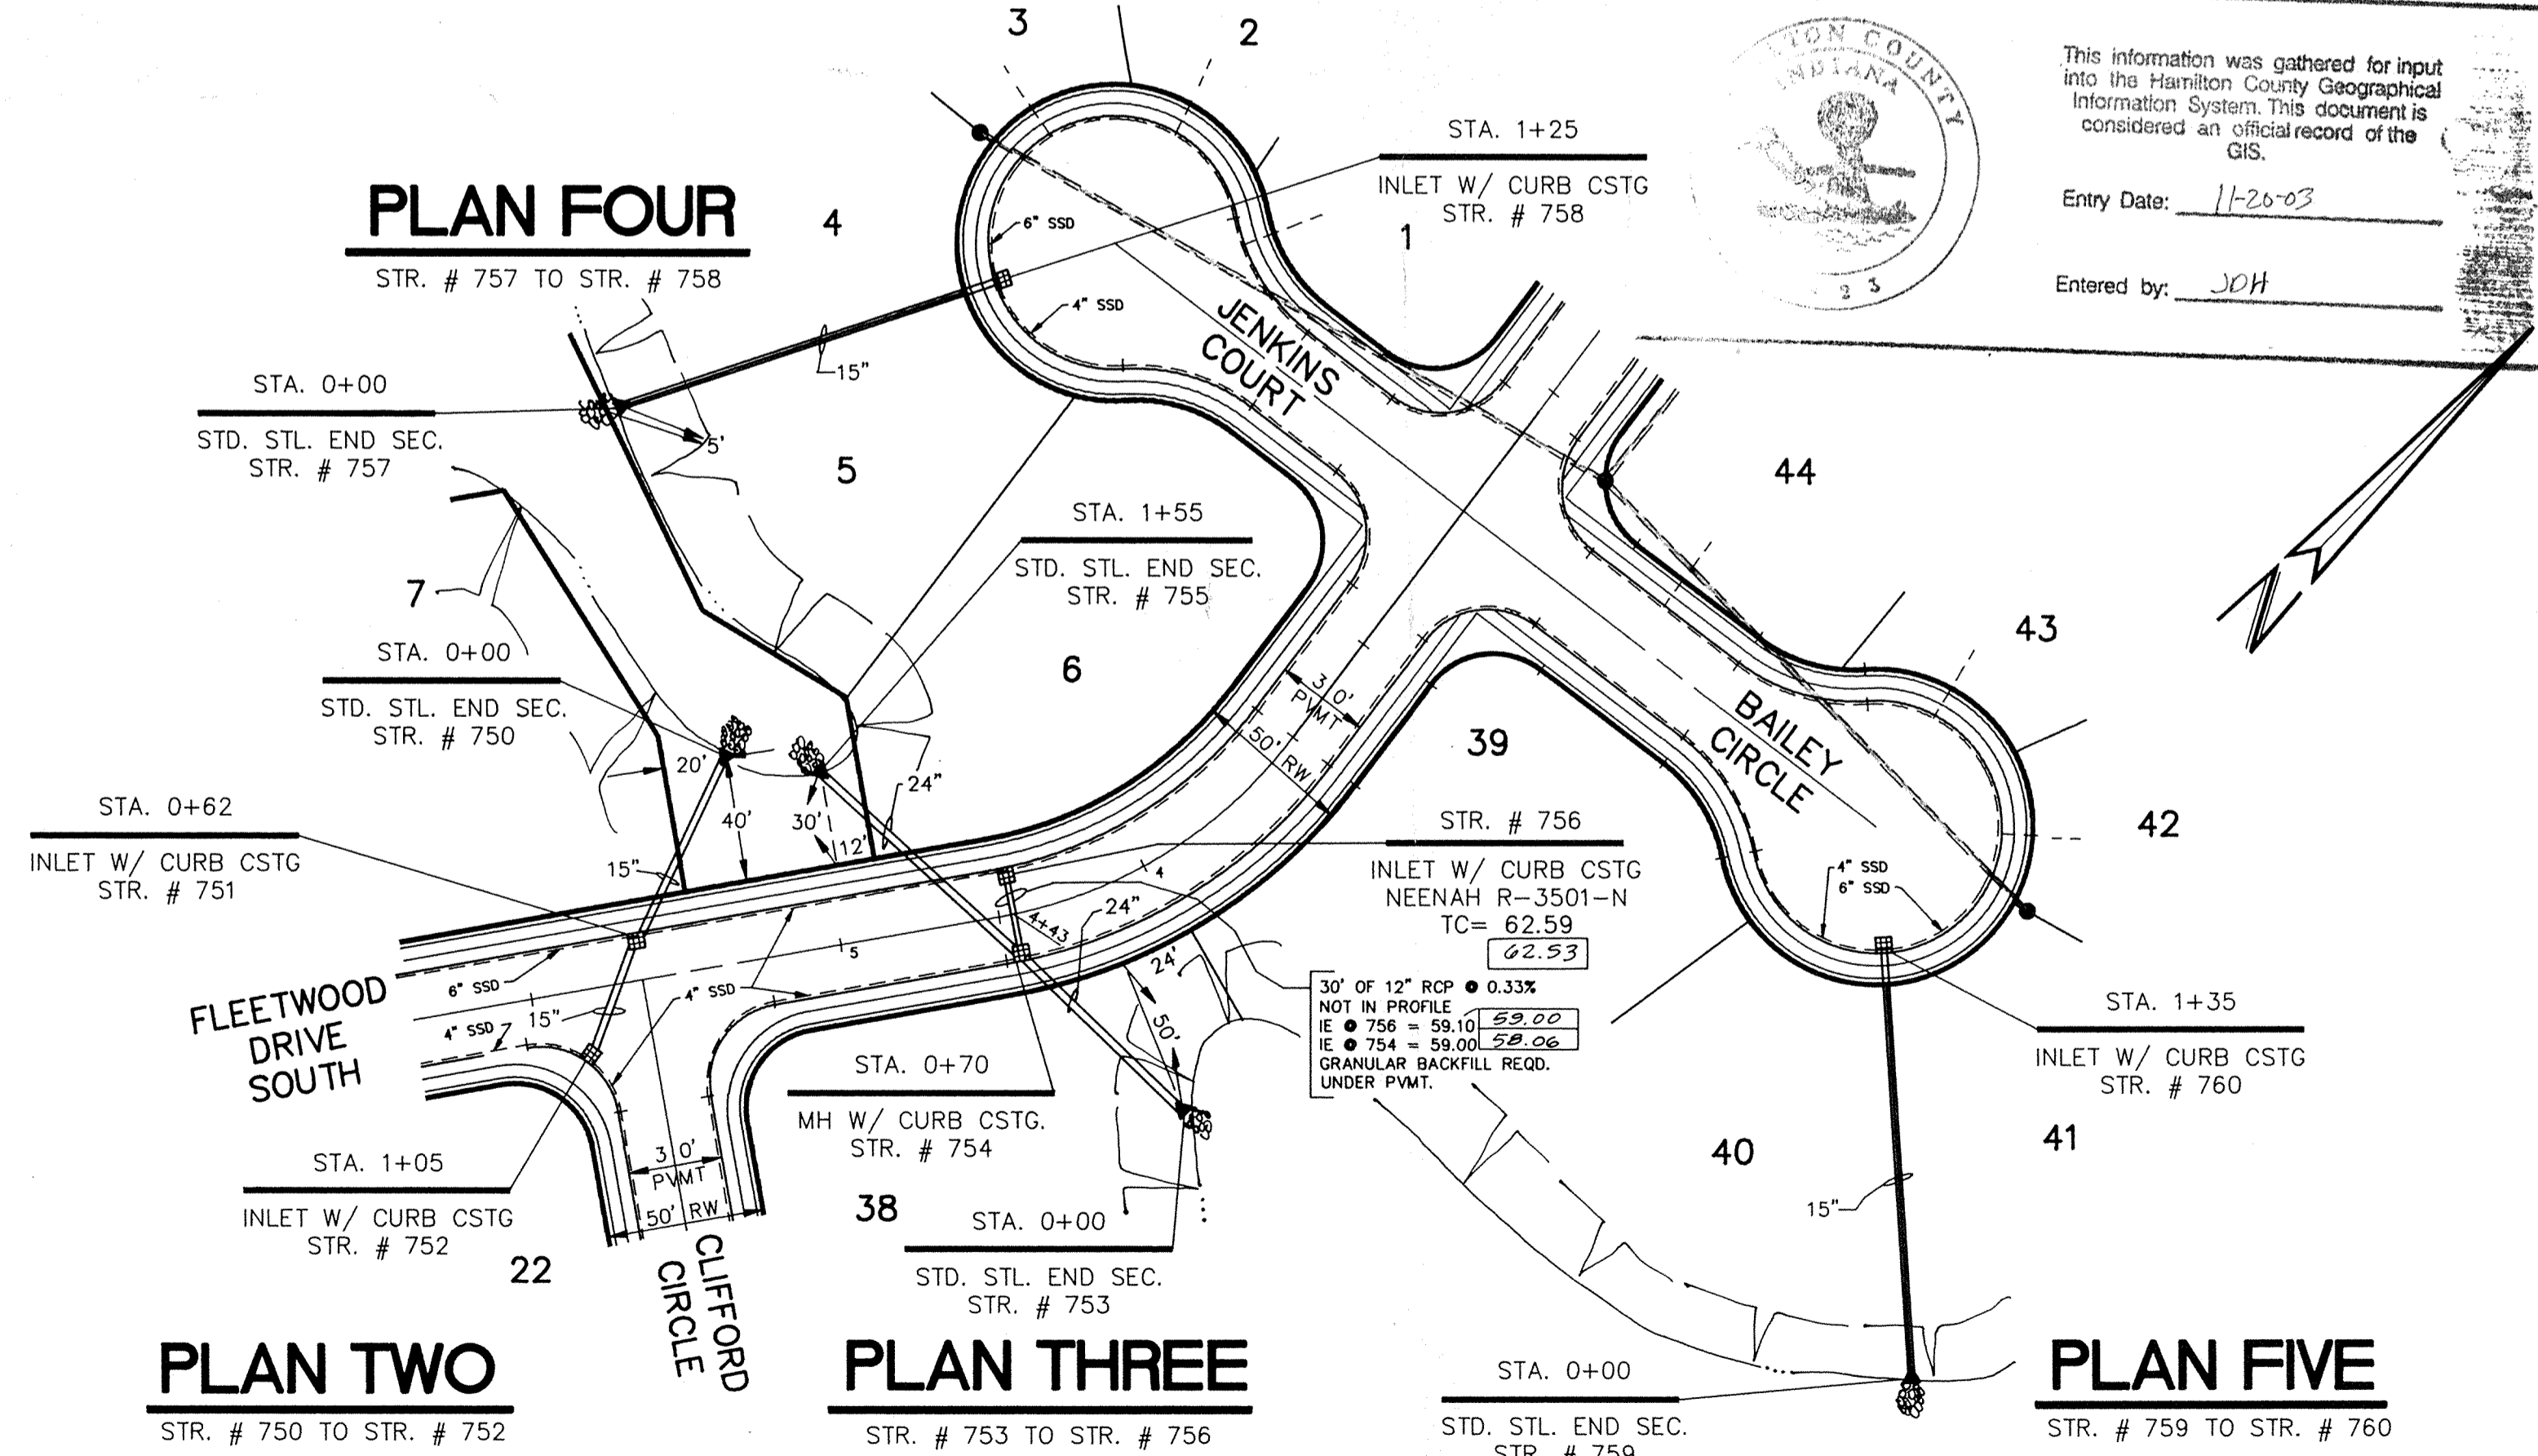 3
2
TON COUNTY
INDIANA
2 3
This information was gathered for input
into the Hamilton County Geographical
Information System. This document is
considered an official record of the
GIS.
Entry Date: 11-20-03
Entered by: JDH
STA. 1+25
INLET W/ CURB CSTG
STR. # 758
PLAN FOUR
STR. # 757 TO STR. # 758
4
1
6" SSD
4" SSD
15"
JENKINS
COURT
STA. 0+00
STD. STL. END SEC.
STR. # 757
5'
5
44
N
STA. 1+55
STD. STL. END SEC.
STR. # 755
7
6
43
STA. 0+00
STD. STL. END SEC.
STR. # 750
30'
PVMT
50' RW
39
BAILEY
CIRCLE
20'
40'
30'
12'
24"
15"
STA. 0+62
INLET W/ CURB CSTG
STR. # 751
STR. # 756
INLET W/ CURB CSTG
NEENAH R-3501-N
TC= 62.59
62.53
42
4" SSD
6" SSD
4
24"
4+43
5
24'
50'
6" SSD
4" SSD
4" SSD
15"
FLEETWOOD
DRIVE
SOUTH
30' OF 12" RCP @ 0.33%
NOT IN PROFILE
IE @ 756 = 59.10 59.00
IE @ 754 = 59.00 58.06
GRANULAR BACKFILL REQD.
UNDER PVMT.
STA. 1+35
INLET W/ CURB CSTG
STR. # 760
STA. 0+70
MH W/ CURB CSTG.
STR. # 754
40
41
15"
STA. 1+05
INLET W/ CURB CSTG
STR. # 752
30'
PVMT
50' RW
38
22
CLIFFORD
CIRCLE
STA. 0+00
STD. STL. END SEC.
STR. # 753
PLAN TWO
STR. # 750 TO STR. # 752
PLAN THREE
STR. # 753 TO STR. # 756
STA. 0+00
STD. STL. END SEC.
STR. # 759
PLAN FIVE
STR. # 759 TO STR. # 760